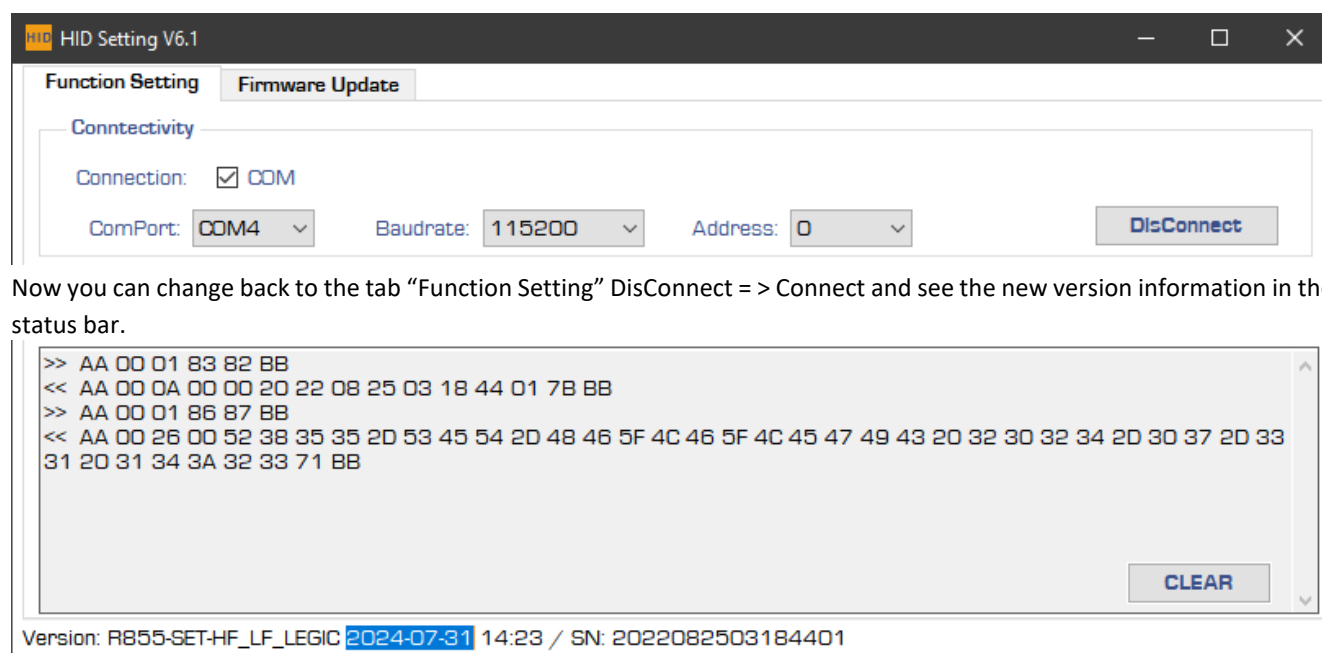 HID HID Setting V6.1
Function Setting Firmware Update
Conntectivity
Connection: COM
ComPort: COM4 Baudrate: 115200 Address: 0 DisConnect
Now you can change back to the tab “Function Setting” DisConnect = > Connect and see the new version information in the
status bar.
>> AA 00 01 83 82 BB
<< AA 00 0A 00 00 20 22 08 25 03 18 44 01 7B BB
>> AA 00 01 86 87 BB
<< AA 00 26 00 52 38 35 35 2D 53 45 54 2D 48 46 5F 4C 46 5F 4C 45 47 49 43 20 32 30 32 34 2D 30 37 2D 33
31 20 31 34 3A 32 33 71 BB
CLEAR
Version: R855-SET-HF_LF_LEGIC 2024-07-31 14:23 / SN: 2022082503184401